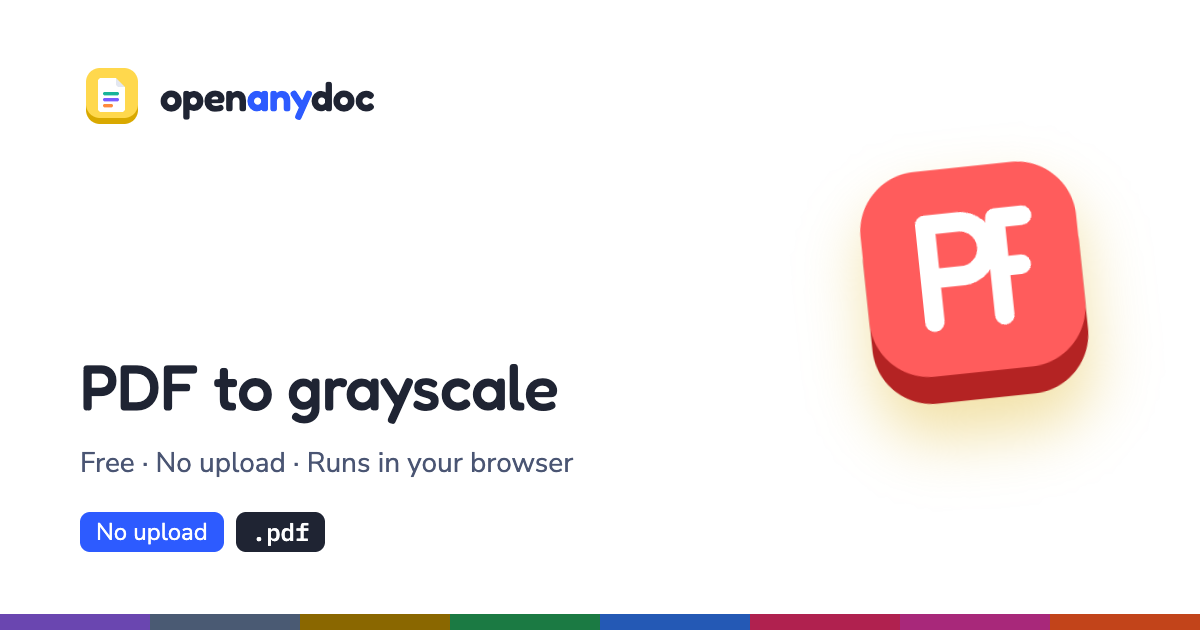 openanydoc
PF
PDF to grayscale
Free · No upload · Runs in your browser
No upload
.pdf